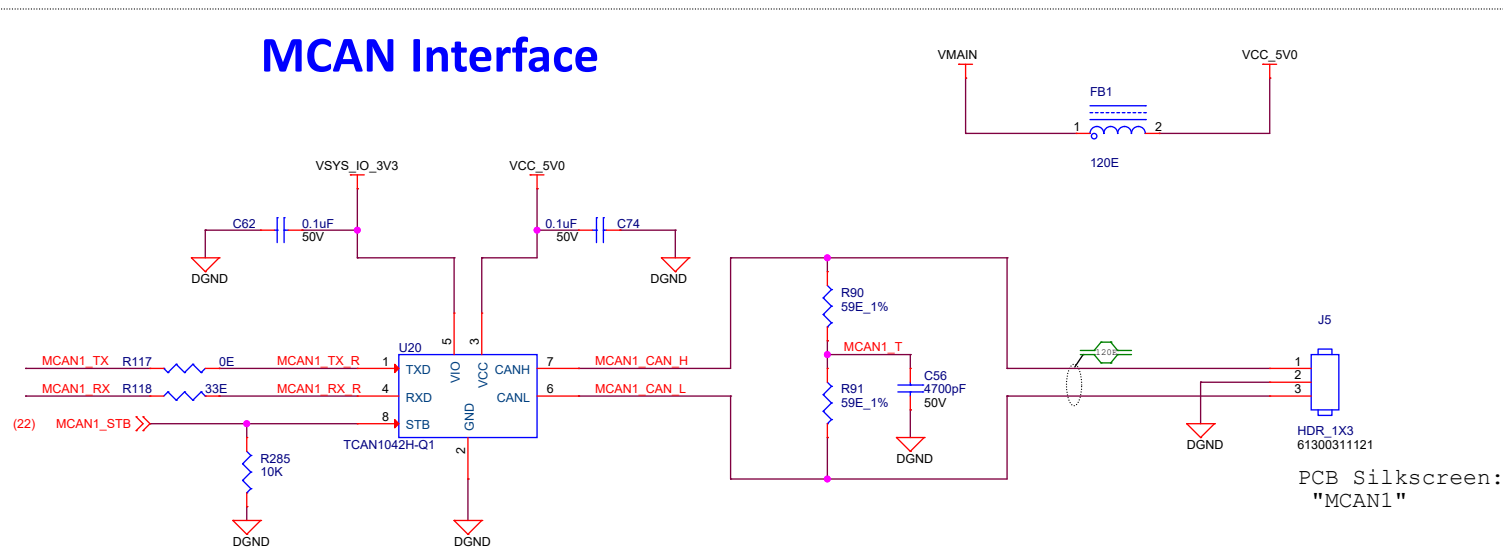 MCAN Interface
VMAIN
VCC_5V0
FB1
1
2
120E
VSYS_IO_3V3
VCC_5V0
C62
0.1uF
50V
0.1uF
50V
C74
DGND
DGND
R90
59E_1%
J5
U20
5
3
MCAN1_T
MCAN1_TX
R117
0E
MCAN1_TX_R
1
TXD
VIO
VCC
CANH
7
MCAN1_CAN_H
120E
1
2
3
MCAN1_RX
R118
33E
MCAN1_RX_R
4
RXD
CANL
6
MCAN1_CAN_L
R91
59E_1%
C56
4700pF
50V
(22)
MCAN1_STB
8
STB
GND
2
TCAN1042H-Q1
DGND
DGND
HDR_1X3
61300311121
R285
10K
PCB Silkscreen:
"MCAN1"
DGND
DGND